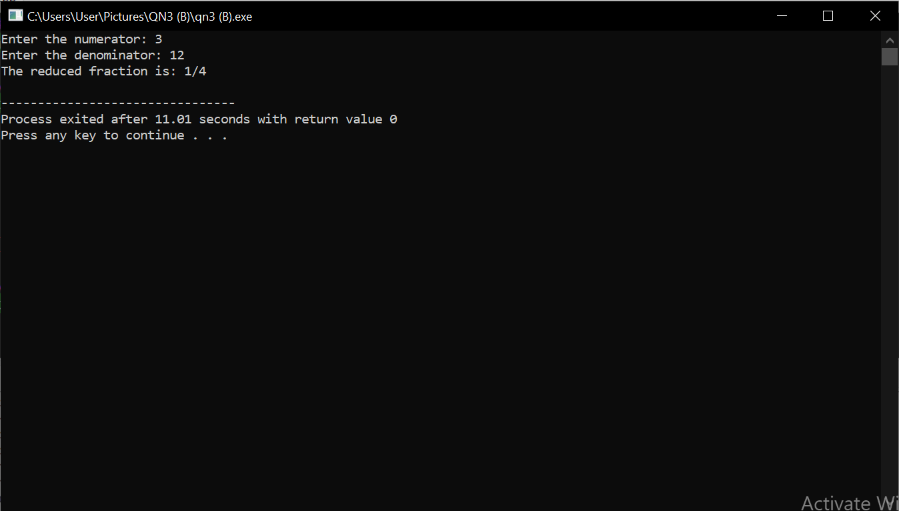 C:\Users\User\Pictures\QN3 (B)\qn3 (B).exe
Enter the numerator: 3
Enter the denominator: 12
The reduced fraction is: 1/4
--------------------------------
Process exited after 11.01 seconds with return value 0
Press any key to continue . . .
Activate Wi